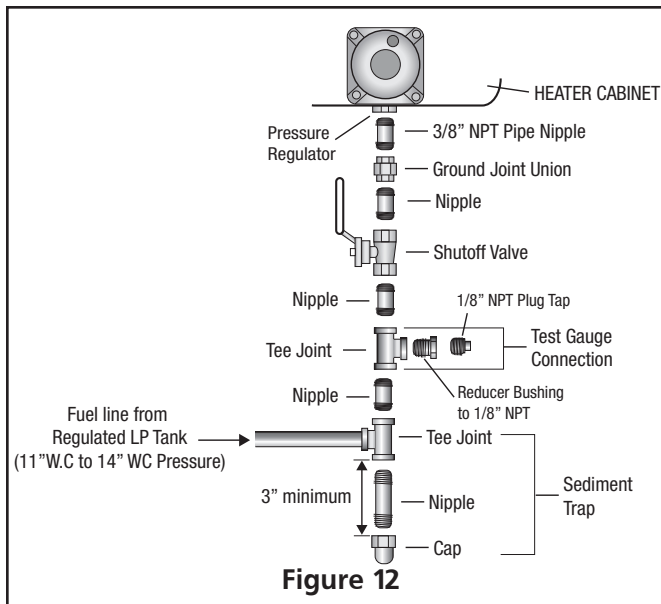 HEATER CABINET
Pressure
Regulator
3/8” NPT Pipe Nipple
Ground Joint Union
Nipple
Shutoff Valve
Nipple
1/8” NPT Plug Tap
Tee Joint
Test Gauge
Connection
Nipple
Reducer Bushing
to 1/8” NPT
Fuel line from
Regulated LP Tank
(11”W.C to 14” WC Pressure)
Tee Joint
3” minimum
Nipple
Sediment
Trap
Cap
Figure 12